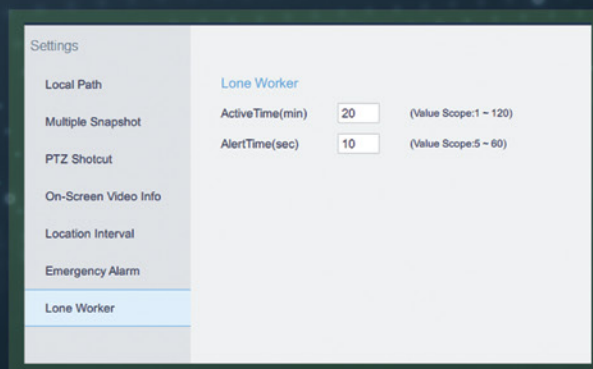 Settings
Local Path
Multiple Snapshot
PTZ Shotcut
On-Screen Video Info
Location Interval
Emergency Alarm
Lone Worker
Lone Worker
ActiveTime(min) 20 (Value Scope:1 ~ 120)
AlertTime(sec) 10 (Value Scope:5 ~ 60)